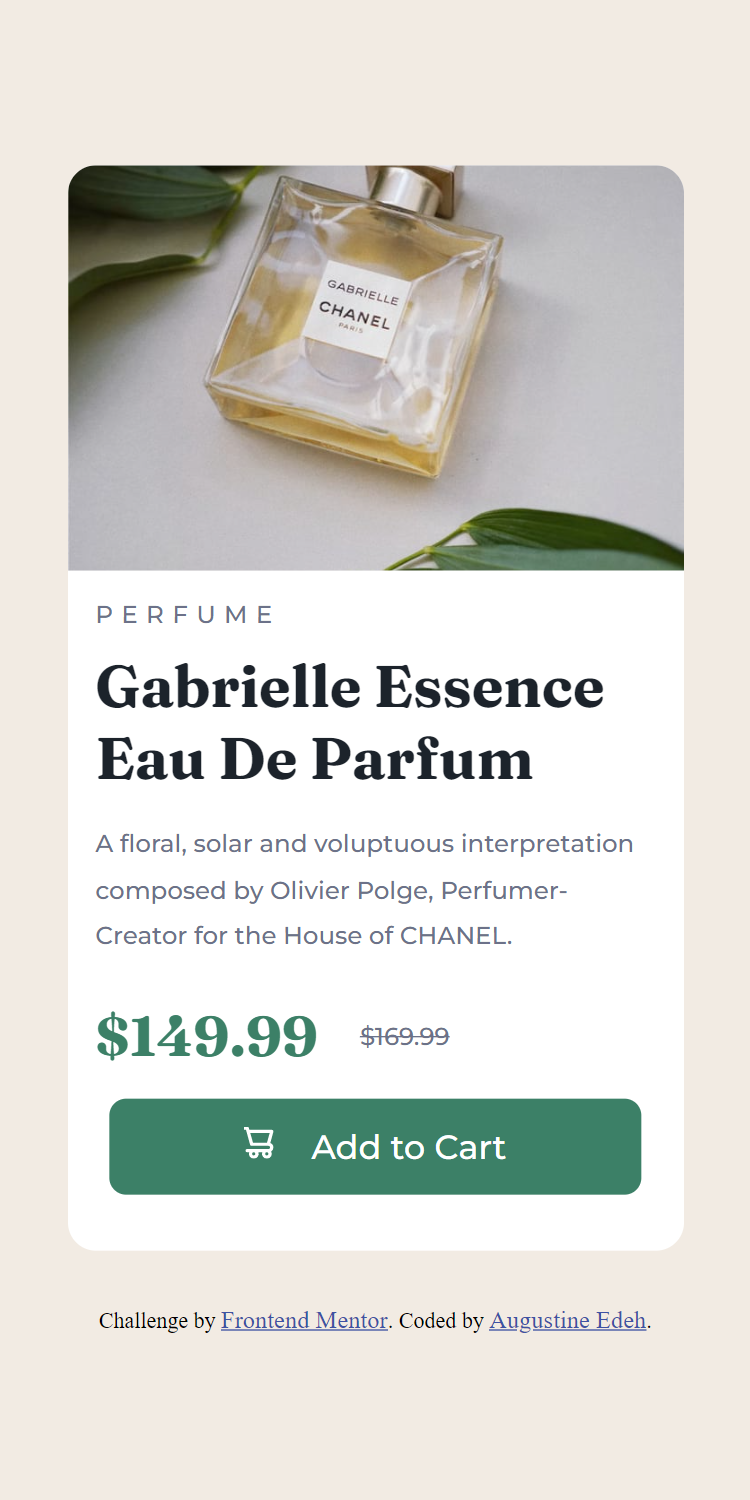 GABRIELLE
CHANEL
PARIS
PERFUME
Gabrielle Essence
Eau De Parfum
A floral, solar and voluptuous interpretation
composed by Olivier Polge, Perfumer-
Creator for the House of CHANEL.
$149.99 $169.99
Add to Cart
Challenge by Frontend Mentor. Coded by Augustine Edeh.